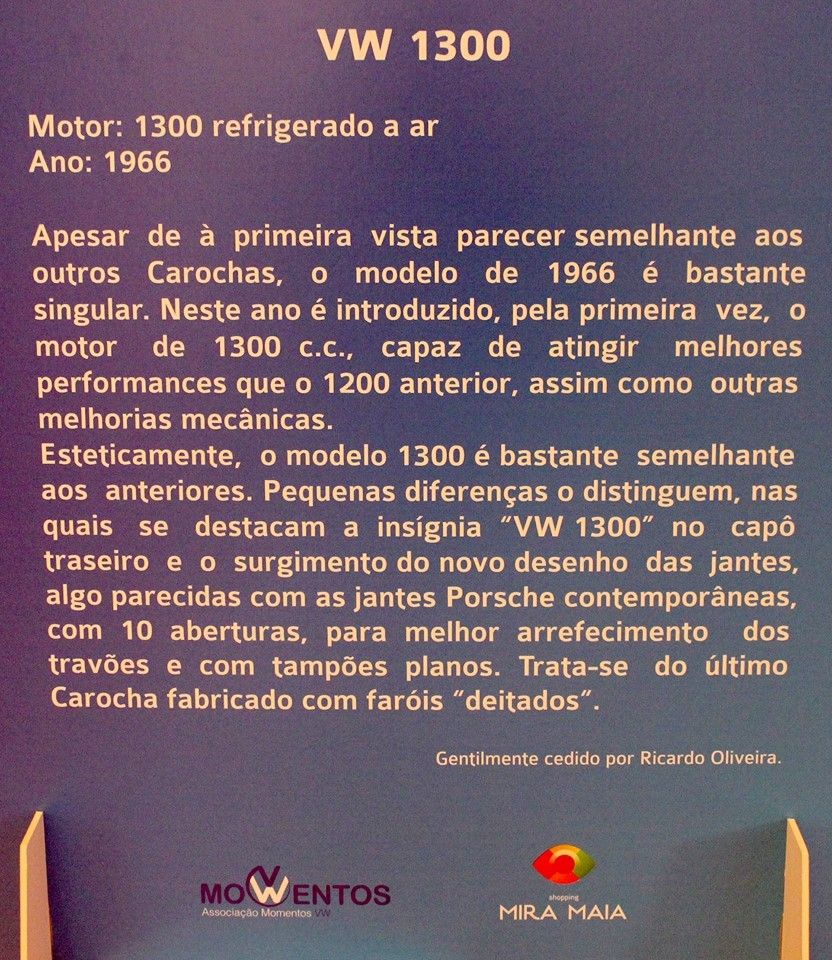 VW 1300
Motor: 1300 refrigerado a ar
Ano: 1966
Apesar de à primeira vista parecer semelhante aos
outros Carochas, o modelo de 1966 é bastante
singular. Neste ano é introduzido, pela primeira vez, o
motor de 1300 c.c., capaz de atingir melhores
performances que o 1200 anterior, assim como outras
melhorias mecânicas.
Esteticamente, o modelo 1300 é bastante semelhante
aos anteriores. Pequenas diferenças o distinguem, nas
quais se destacam a insígnia "VW 1300" no capô
traseiro e o surgimento do novo desenho das jantes,
algo parecidas com as jantes Porsche contemporâneas,
com 10 aberturas, para melhor arrefecimento dos
travões e com tampões planos. Trata-se do último
Carocha fabricado com faróis "deitados".
Gentilmente cedido por Ricardo Oliveira.
MOWENTOS
Associação Momentos VW
shopping
MIRA MAIA